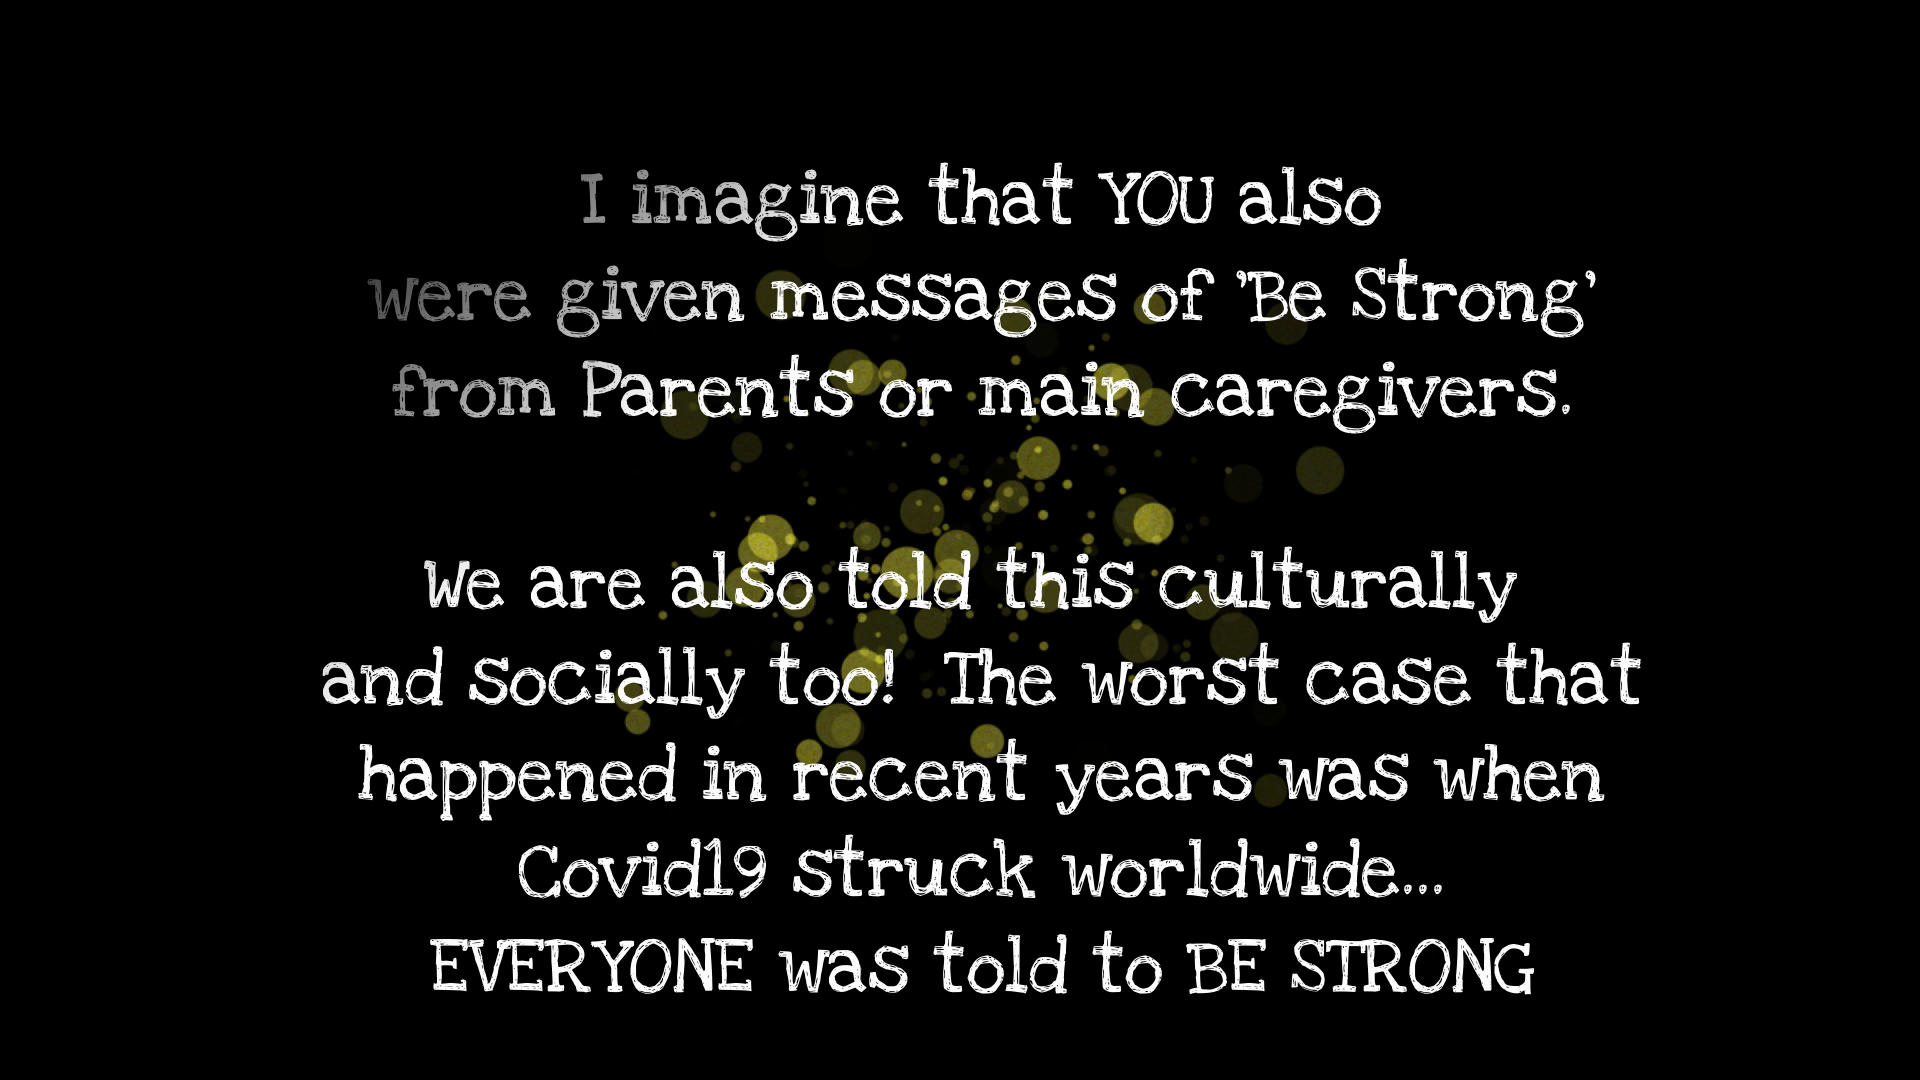 I imagine that YOU also
were given messages of 'Be Strong'
from Parents or main caregivers.
We are also told this culturally
and socially too!  The worst case that
happened in recent years was when
Covid19 struck worldwide...
EVERYONE was told to BE STRONG